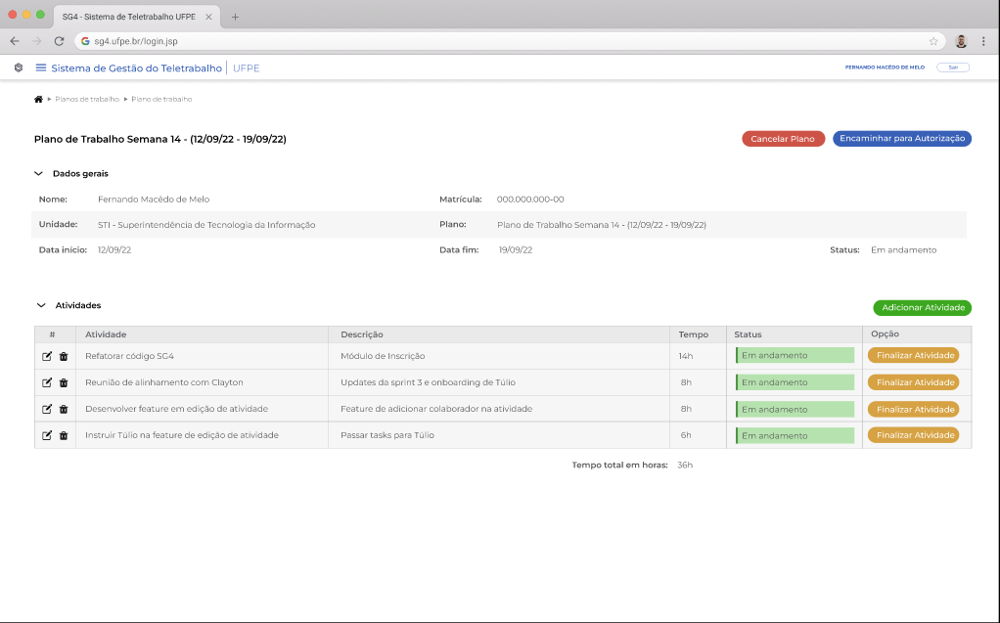 SG4 - Sistema de Teletrabalho UFPE
sg4.ufpe.br/login.jsp
Sistema de Gestão do Teletrabalho | UFPE
FERNANDO MACÊDO DE MELO
Sair
Planos de trabalho Plano de trabalho
Plano de Trabalho Semana 14 - (12/09/22 - 19/09/22)
Cancelar Plano
Encaminhar para Autorização
Dados gerais
Nome: Fernando Macêdo de Melo Matrícula: 000.000.000-00
Unidade: STI - Superintendência de Tecnologia da Informação Plano: Plano de Trabalho Semana 14 - (12/09/22 - 19/09/22)
Data início: 12/09/22 Data fim: 19/09/22 Status: Em andamento
Atividades
Adicionar Atividade
# Atividade Descrição Tempo Status Opção
Refatorar código SG4 Módulo de Inscrição 14h Em andamento Finalizar Atividade
Reunião de alinhamento com Clayton Updates da sprint 3 e onboarding de Túlio 8h Em andamento Finalizar Atividade
Desenvolver feature em edição de atividade Feature de adicionar colaborador na atividade 8h Em andamento Finalizar Atividade
Instruir Túlio na feature de edição de atividade Passar tasks para Túlio 6h Em andamento Finalizar Atividade
Tempo total em horas: 36h